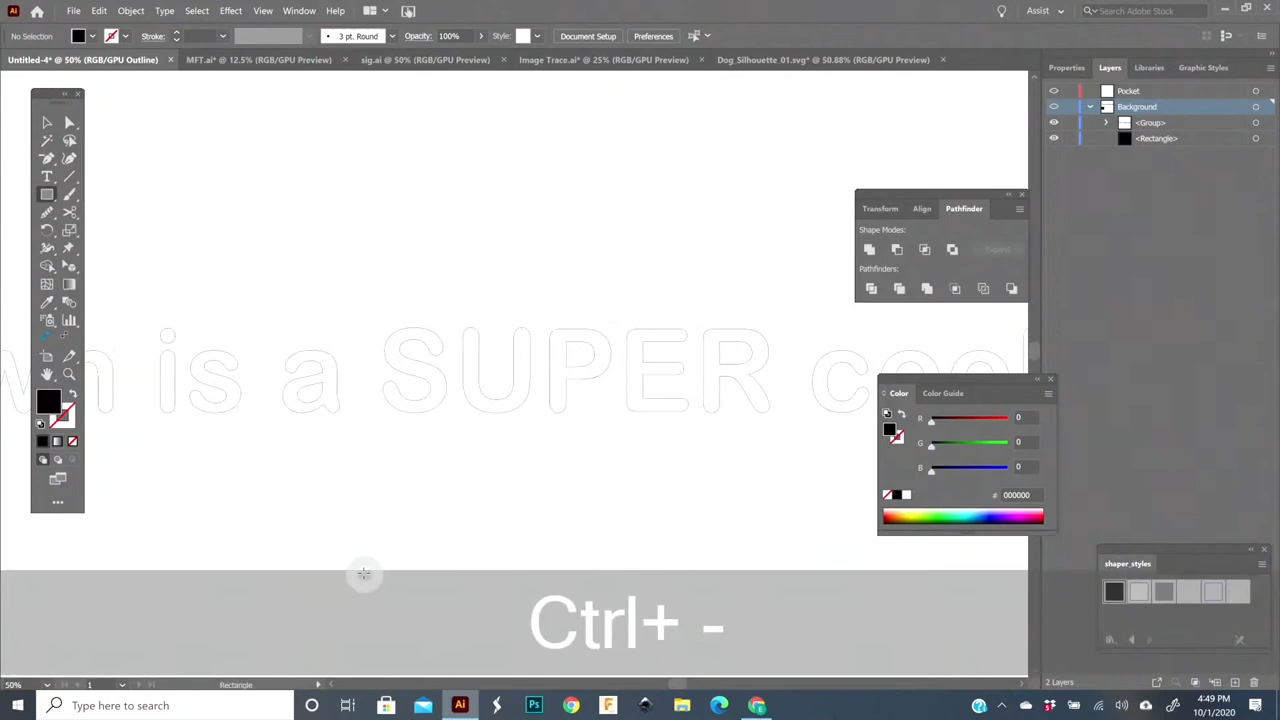 Ai File Edit Object Type Select Effect View Window Help Assist Search Adobe Stock
No Selection Stroke: 3 pt. Round Opacity: 100% Style: Document Setup Preferences
Untitled-4* @ 50% (RGB/GPU Outline) × MFT.ai* @ 12.5% (RGB/GPU Preview) × sig.ai @ 50% (RGB/GPU Preview) × Image Trace.ai* @ 25% (RGB/GPU Preview) × Dog_Silhouette_01.svg* @ 50.88% (RGB/GPU Preview) ×
Properties Layers Libraries Graphic Styles
Pocket
Background
<Group>
<Rectangle>
Transform Align Pathfinder
Shape Modes:
Expand
Pathfinders:
is a SUPER
Color Color Guide
R 0
G 0
B 0
# 000000
shaper_styles
Ctrl+ -
50% 1 Rectangle
2 Layers
Type here to search
Ai Ps
4:49 PM
10/1/2020